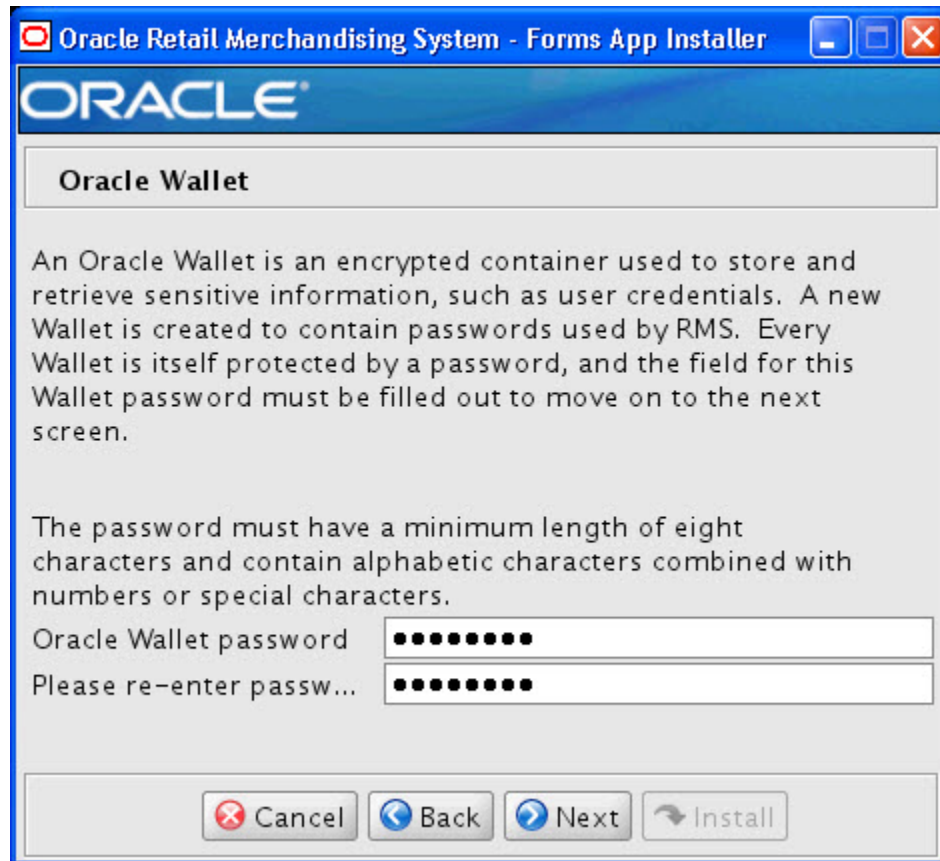 Oracle Retail Merchandising System - Forms App Installer
ORACLE®
Oracle Wallet
An Oracle Wallet is an encrypted container used to store and
retrieve sensitive information, such as user credentials.  A new
Wallet is created to contain passwords used by RMS.  Every
Wallet is itself protected by a password, and the field for this
Wallet password must be filled out to move on to the next
screen.
The password must have a minimum length of eight
characters and contain alphabetic characters combined with
numbers or special characters.
Oracle Wallet password ●●●●●●●●
Please re-enter passw... ●●●●●●●●
Cancel Back Next Install